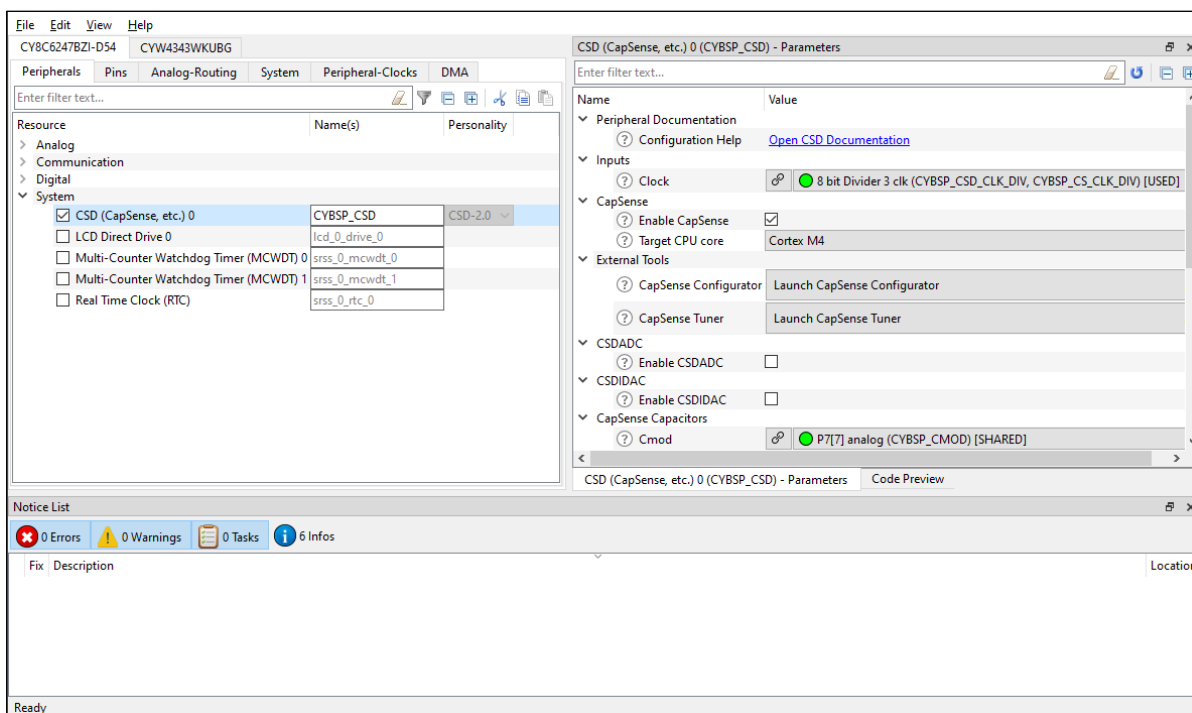 File Edit View Help
CY8C6247BZI-D54 CYW4343WKUBG
Peripherals Pins Analog-Routing System Peripheral-Clocks DMA
Enter filter text...
Resource Name(s) Personality
Analog
Communication
Digital
System
CSD (CapSense, etc.) 0 CYBSP_CSD CSD-2.0
LCD Direct Drive 0 lcd_0_drive_0
Multi-Counter Watchdog Timer (MCWDT) 0 srss_0_mcwdt_0
Multi-Counter Watchdog Timer (MCWDT) 1 srss_0_mcwdt_1
Real Time Clock (RTC) srss_0_rtc_0
CSD (CapSense, etc.) 0 (CYBSP_CSD) - Parameters
Enter filter text...
Name Value
Peripheral Documentation
? Configuration Help Open CSD Documentation
Inputs
? Clock 8 bit Divider 3 clk (CYBSP_CSD_CLK_DIV, CYBSP_CS_CLK_DIV) [USED]
CapSense
? Enable CapSense
? Target CPU core Cortex M4
External Tools
? CapSense Configurator Launch CapSense Configurator
? CapSense Tuner Launch CapSense Tuner
CSDADC
? Enable CSDADC
CSDIDAC
? Enable CSDIDAC
CapSense Capacitors
? Cmod P7[7] analog (CYBSP_CMOD) [SHARED]
CSD (CapSense, etc.) 0 (CYBSP_CSD) - Parameters Code Preview
Notice List
0 Errors 0 Warnings 0 Tasks 6 Infos
Fix Description Location
Ready